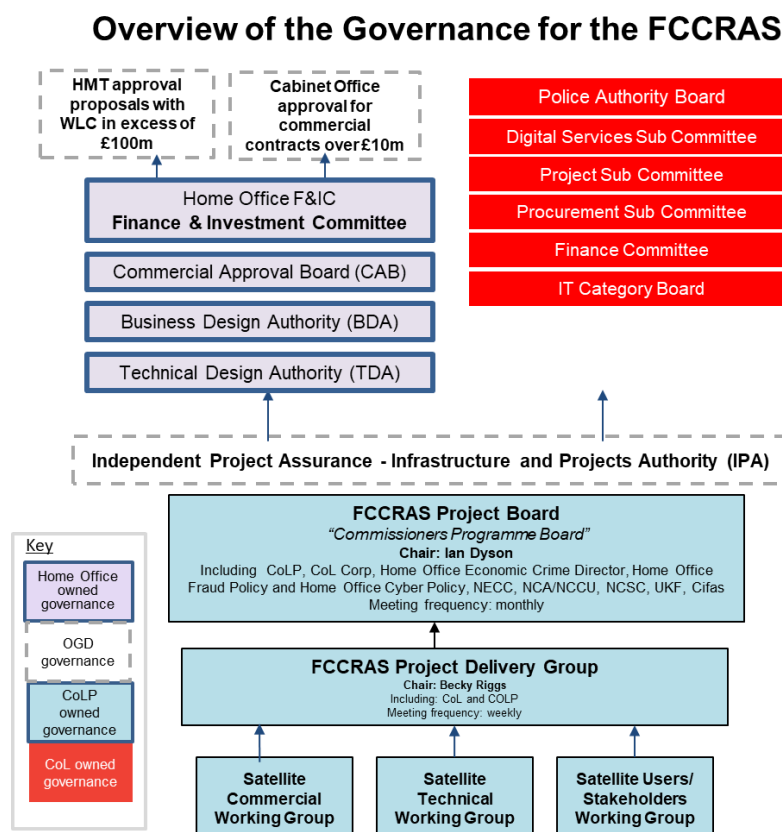 Overview of the Governance for the FCCRAS
HMT approval
proposals with
WLC in excess of
£100m
Cabinet Office
approval for
commercial
contracts over £10m
Home Office F&IC
Finance & Investment Committee
Commercial Approval Board (CAB)
Business Design Authority (BDA)
Technical Design Authority (TDA)
Police Authority Board
Digital Services Sub Committee
Project Sub Committee
Procurement Sub Committee
Finance Committee
IT Category Board
Independent Project Assurance - Infrastructure and Projects Authority (IPA)
FCCRAS Project Board
“Commissioners Programme Board”
Chair: Ian Dyson
Including CoLP, CoL Corp, Home Office Economic Crime Director, Home Office
Fraud Policy and Home Office Cyber Policy, NECC, NCA/NCCU, NCSC, UKF, Cifas
Meeting frequency: monthly
FCCRAS Project Delivery Group
Chair: Becky Riggs
Including: CoL and COLP
Meeting frequency: weekly
Satellite
Commercial
Working Group
Satellite
Technical
Working Group
Satellite Users/
Stakeholders
Working Group
Key
Home Office
owned
governance
OGD
governance
CoLP
owned
governance
CoL owned
governance